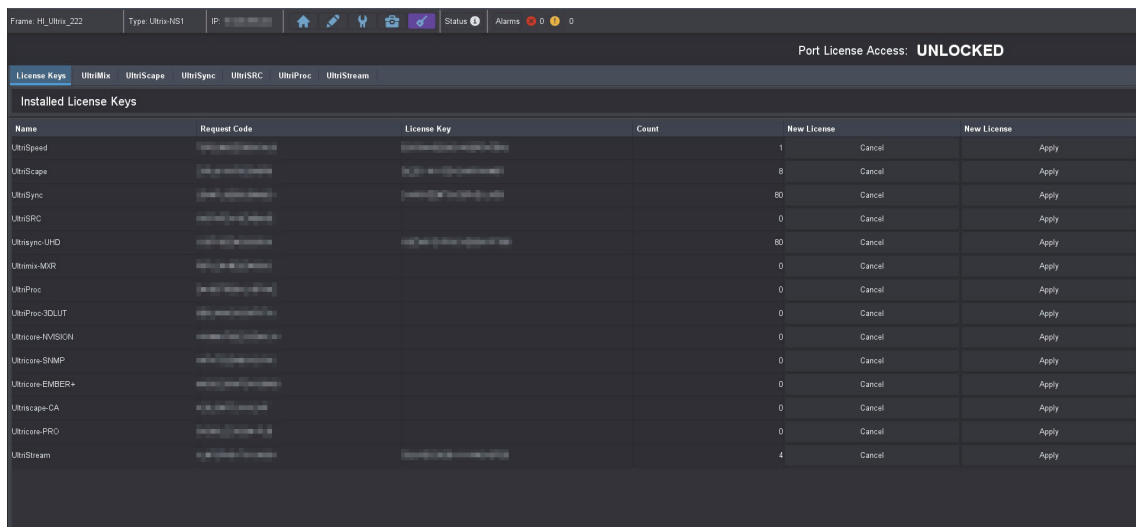 Frame: HI_Ultrix_222 Type: Ultrix-NS1 IP: Status Alarms 0 0
Port License Access: UNLOCKED
License Keys UltriMix UltriScape UltriSync UltriSRC UltriProc UltriStream
Installed License Keys
Name Request Code License Key Count New License New License
UltriSpeed 1 Cancel Apply
UltriScape 8 Cancel Apply
UltriSync 80 Cancel Apply
UltriSRC 0 Cancel Apply
Ultrisync-UHD 80 Cancel Apply
Ultrimix-MXR 0 Cancel Apply
UltriProc 0 Cancel Apply
UltriProc-3DLUT 0 Cancel Apply
Ultricore-NVISION 0 Cancel Apply
Ultricore-SNMP 0 Cancel Apply
Ultricore-EMBER+ 0 Cancel Apply
Ultriscape-CA 0 Cancel Apply
Ultricore-PRO 0 Cancel Apply
UltriStream 4 Cancel Apply